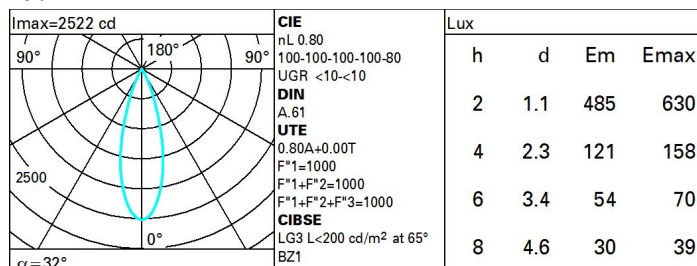 Imax=2522 cd
90° 180° 90°
2500
0°
α=32°
CIE
nL 0.80
100-100-100-100-80
UGR <10-<10
DIN
A.61
UTE
0.80A+0.00T
F"1=1000
F"1+F"2=1000
F"1+F"2+F"3=1000
CIBSE
LG3 L<200 cd/m² at 65°
BZ1
Lux
h d Em Emax
2 1.1 485 630
4 2.3 121 158
6 3.4 54 70
8 4.6 30 39